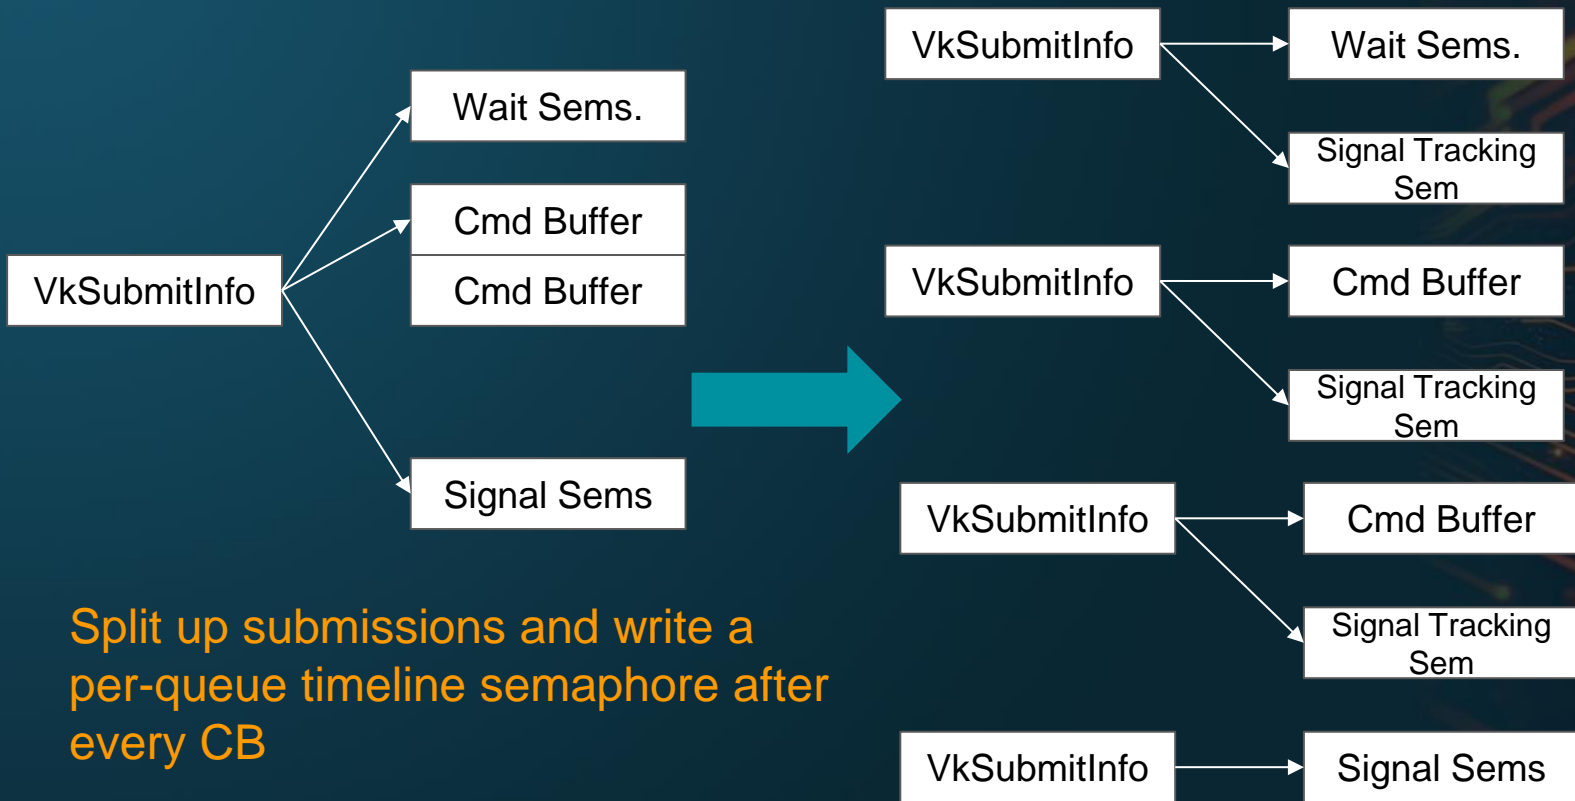 VkSubmitInfo
Wait Sems.
Cmd Buffer
Cmd Buffer
Signal Sems
Split up submissions and write a
per-queue timeline semaphore after
every CB
VkSubmitInfo
Wait Sems.
Signal Tracking
Sem
VkSubmitInfo
Cmd Buffer
Signal Tracking
Sem
VkSubmitInfo
Cmd Buffer
Signal Tracking
Sem
VkSubmitInfo
Signal Sems